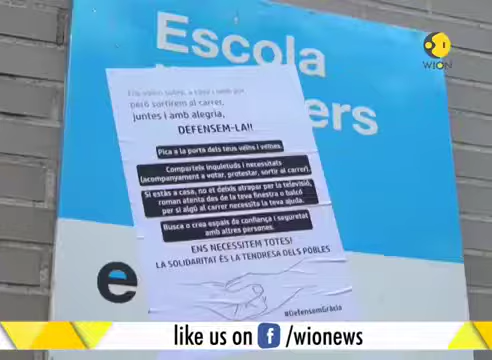 Escola
ers
WION
Ens volen soles, a casa i amb por
però sortirem al carrer,
juntes i amb alegria,
DEFENSEM-LA!!
Pica a la porta dels teus veïns i veïnes.
Comparteix inquietuds i necessitats
(acompanyament a votar, protestar, sortir al carrer).
Si estàs a casa, no et deixis atrapar per la televisió,
roman atenta des de la teva finestra o balcó
per si algú al carrer necessita la teva ajuda.
Busca o crea espais de confiança i seguretat
amb altres persones.
ENS NECESSITEM TOTES!
LA SOLIDARITAT ÉS LA TENDRESA DELS POBLES
e
#DefensemGràcia
like us on f /wionews